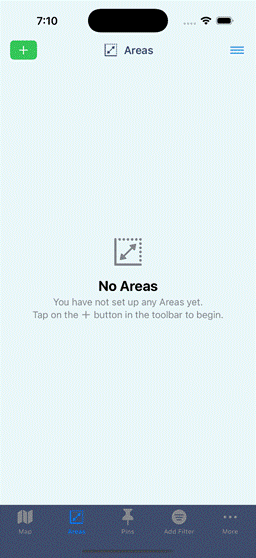 7:10
Areas
No Areas
You have not set up any Areas yet.
Tap on the + button in the toolbar to begin.
Map
Areas
Pins
Add Filter
More